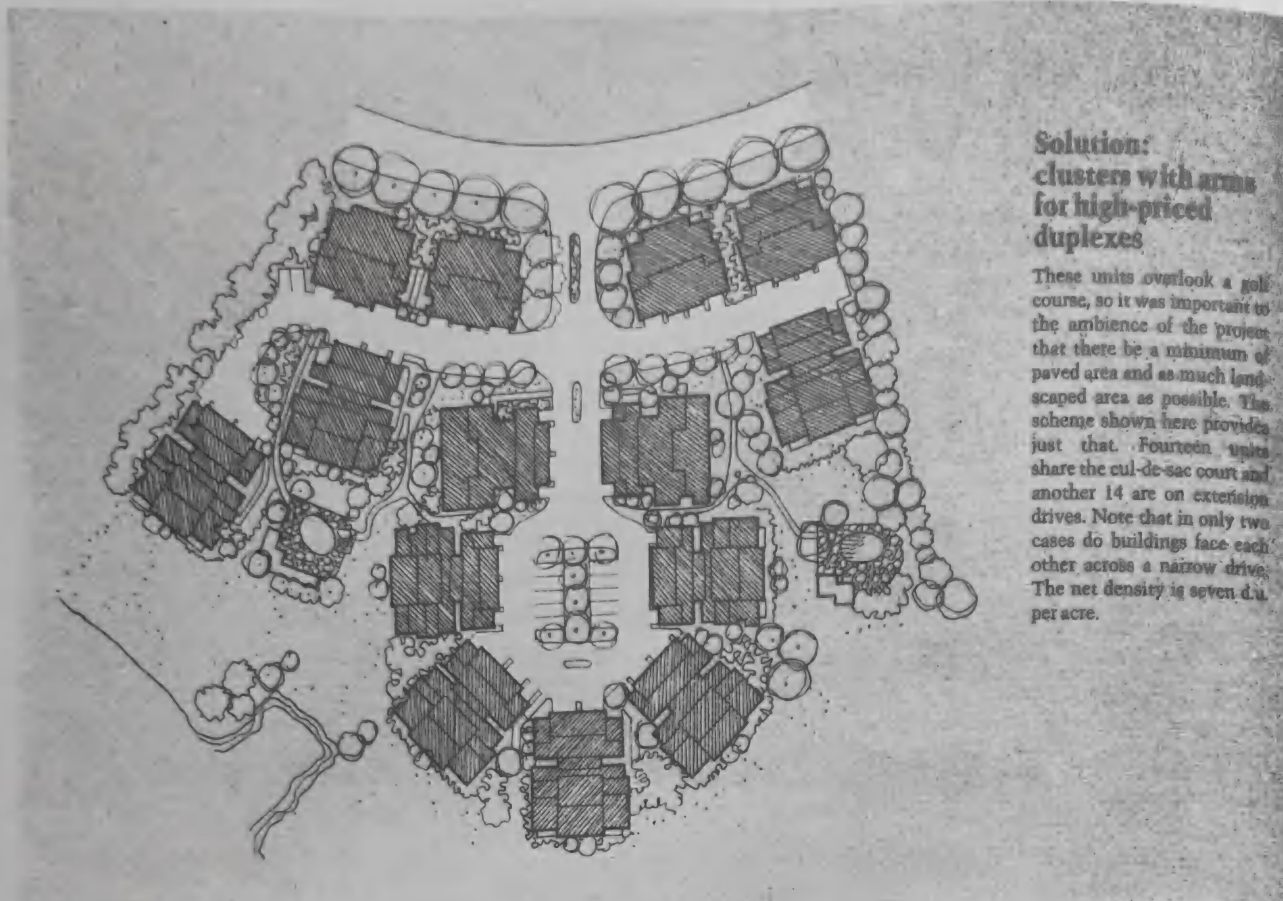 Solution:
clusters with arms
for high-priced
duplexes
These units overlook a golf
course, so it was important to
the ambience of the project
that there be a minimum of
paved area and as much land-
scaped area as possible. The
scheme shown here provides
just that. Fourteen units
share the cul-de-sac court and
another 14 are on extension
drives. Note that in only two
cases do buildings face each
other across a narrow drive.
The net density is seven d.u.
per acre.